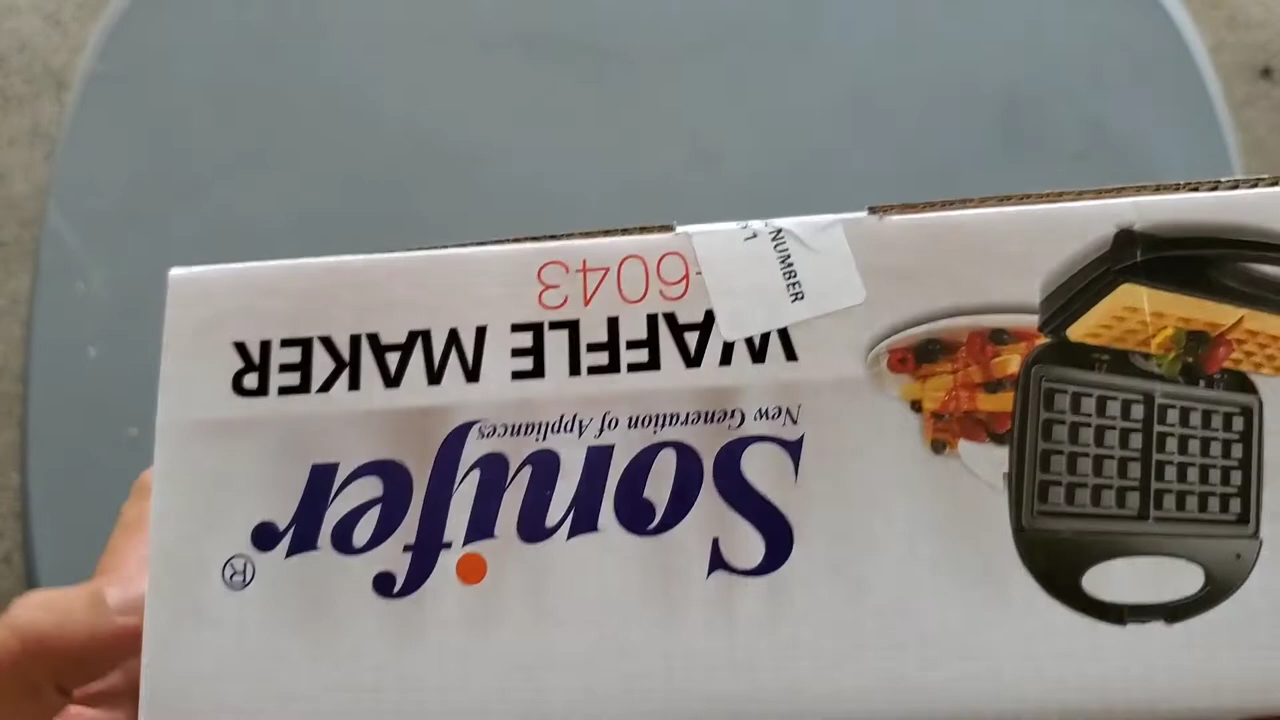 Sonifer®
New Generation of Appliances
WAFFLE MAKER
-6043
NUMBER